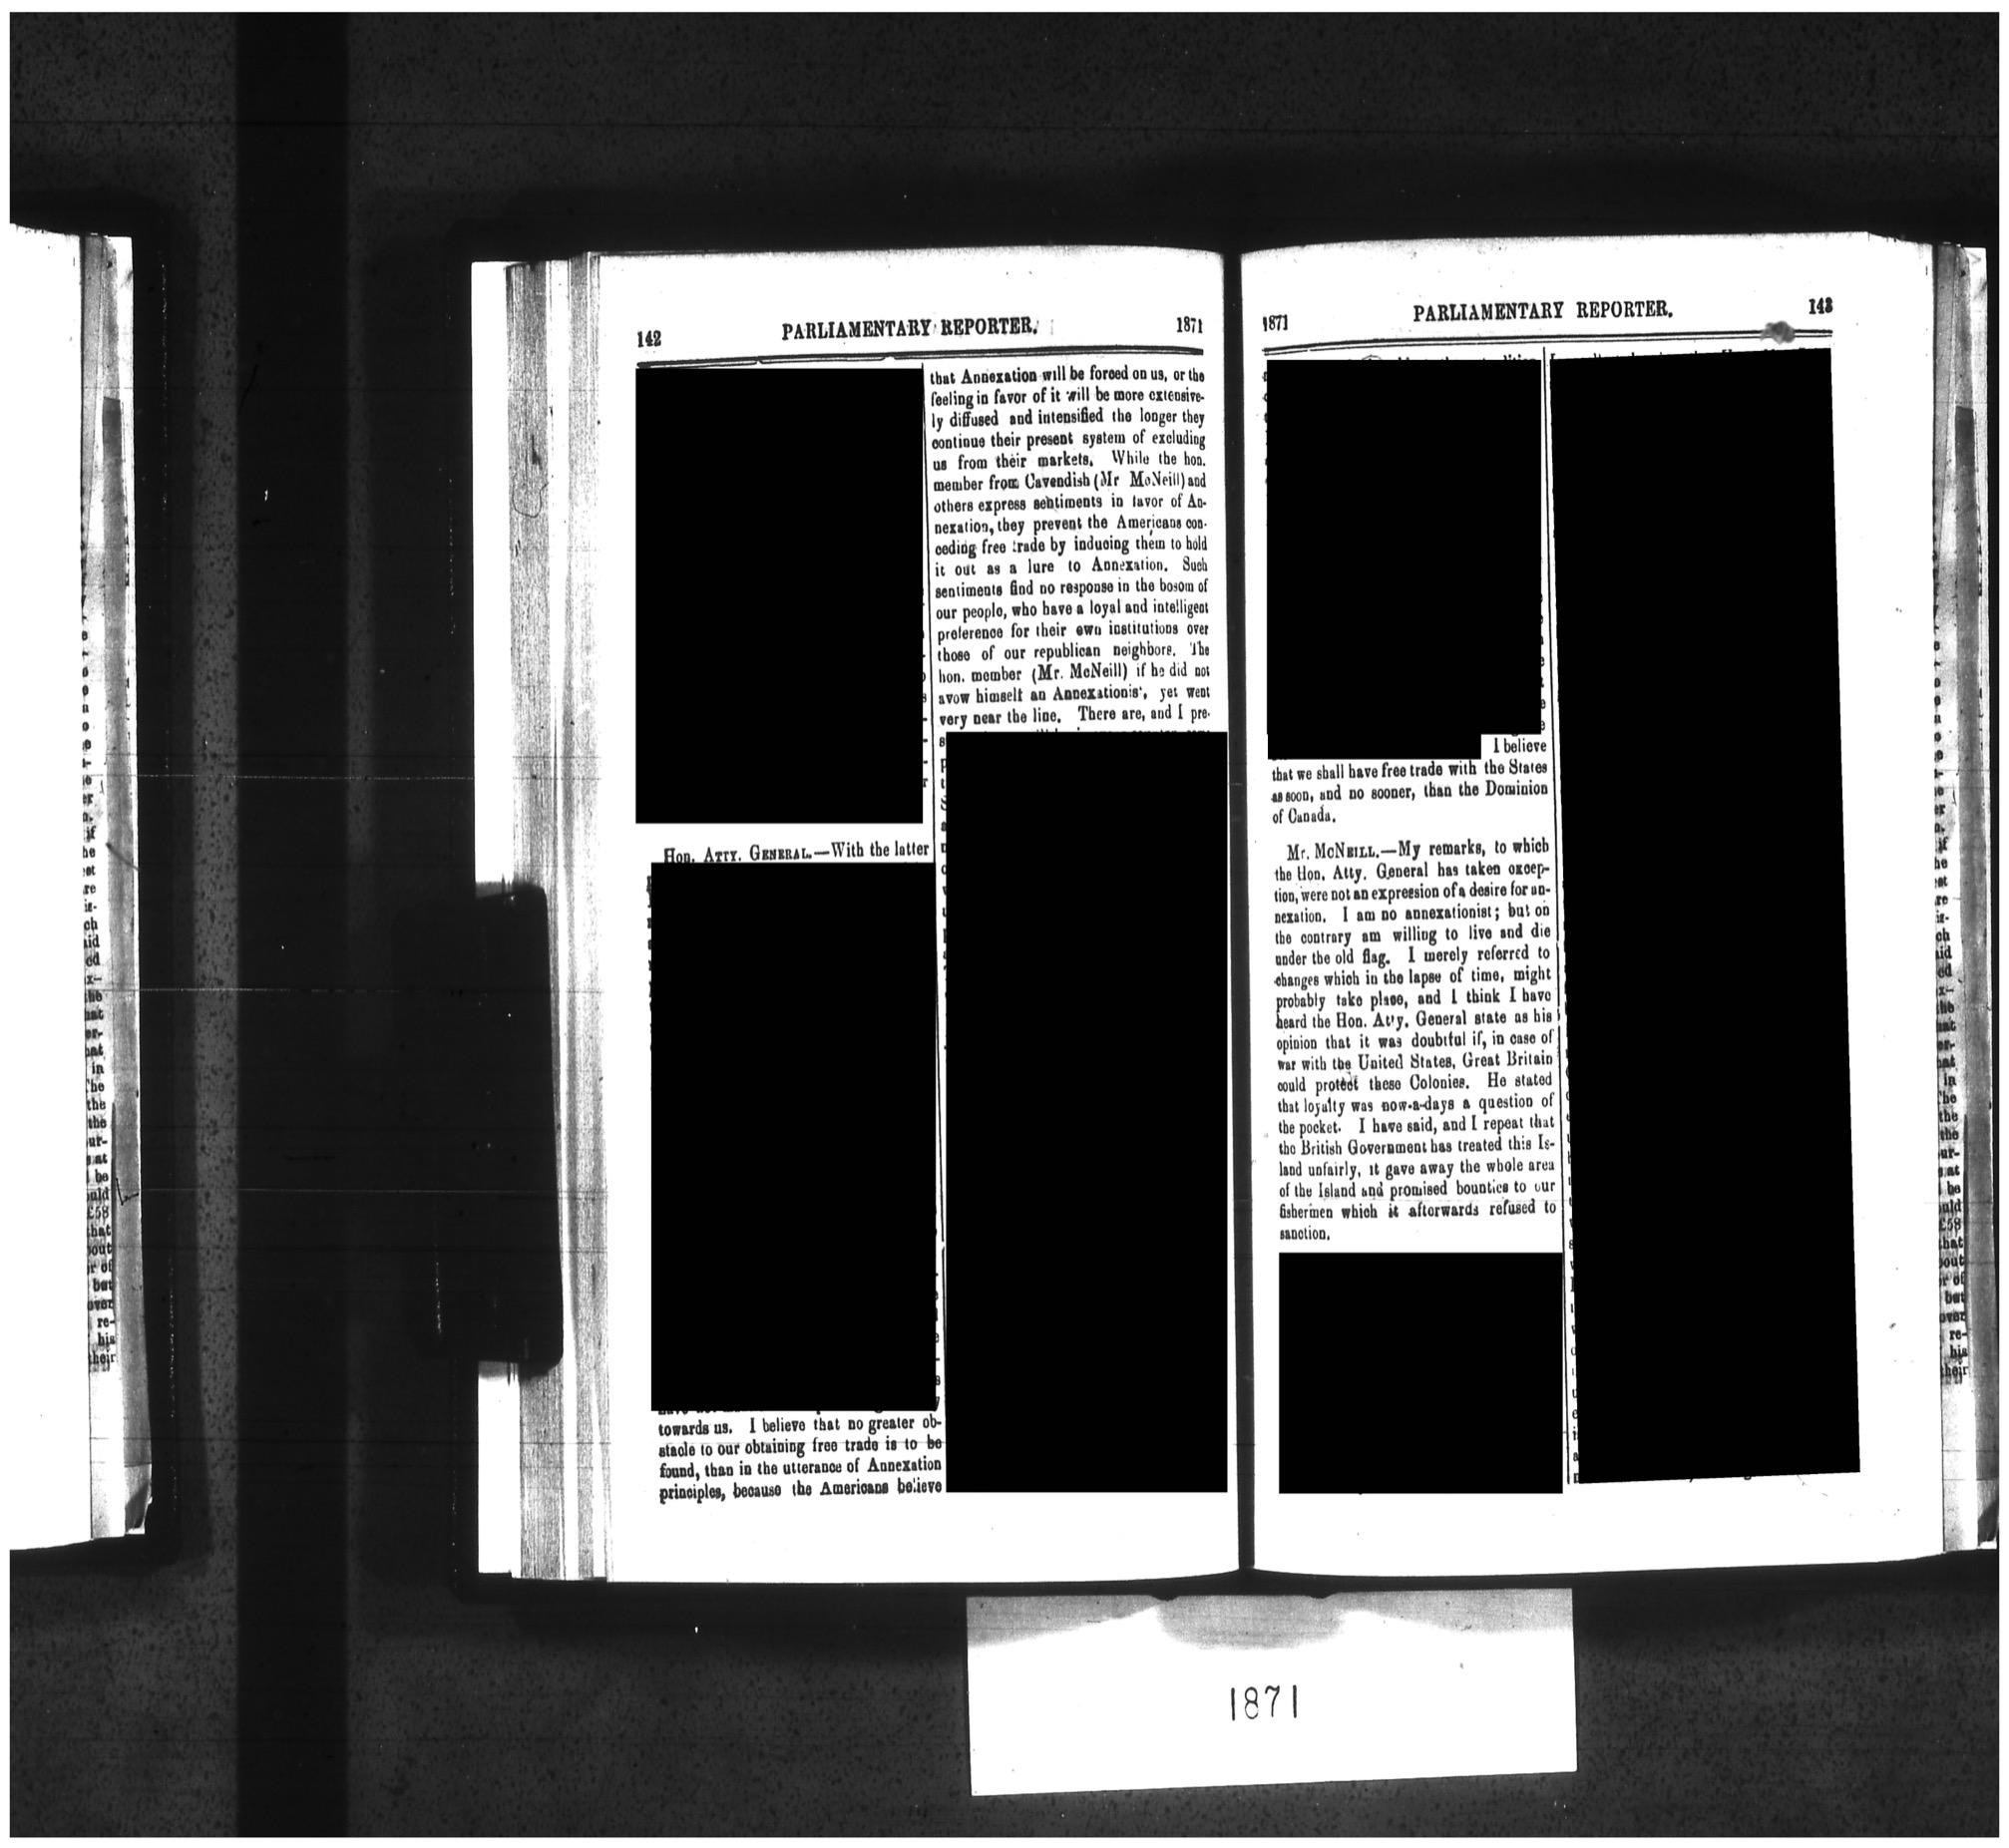 142 PARLIAMENTARY REPORTER. 1871
Hon. Atty. General.—With the latter
towards us. I believe that no greater ob-
stacle to our obtaining free trade is to be
found, than in the utterance of Annexation
principles, because the Americans believe
that Annexation will be forced on us, or the
feeling in favor of it will be more extensive-
ly diffused and intensified the longer they
continue their present system of excluding
us from their markets. While the hon.
member from Cavendish (Mr McNeill) and
others express sentiments in favor of An-
nexation, they prevent the Americans con-
ceding free trade by inducing them to hold
it out as a lure to Annexation. Such
sentiments find no response in the bosom of
our people, who have a loyal and intelligent
preference for their own institutions over
those of our republican neighbors. The
hon. member (Mr. McNeill) if he did not
avow himself an Annexationis', yet went
very near the line. There are, and I pre-
1871 PARLIAMENTARY REPORTER. 143
I believe
that we shall have free trade with the States
as soon, and no sooner, than the Dominion
of Canada.
Mr. McNeill.—My remarks, to which
the Hon. Atty. General has taken excep-
tion, were not an expression of a desire for an-
nexation. I am no annexationist; but on
the contrary am willing to live and die
under the old flag. I merely referred to
changes which in the lapse of time, might
probably take place, and I think I have
heard the Hon. Atty. General state as his
opinion that it was doubtful if, in case of
war with the United States, Great Britain
could protect these Colonies. He stated
that loyalty was now-a-days a question of
the pocket. I have said, and I repeat that
the British Government has treated this Is-
land unfairly, it gave away the whole area
of the Island and promised bounties to our
fishermen which it afterwards refused to
sanction.
1871